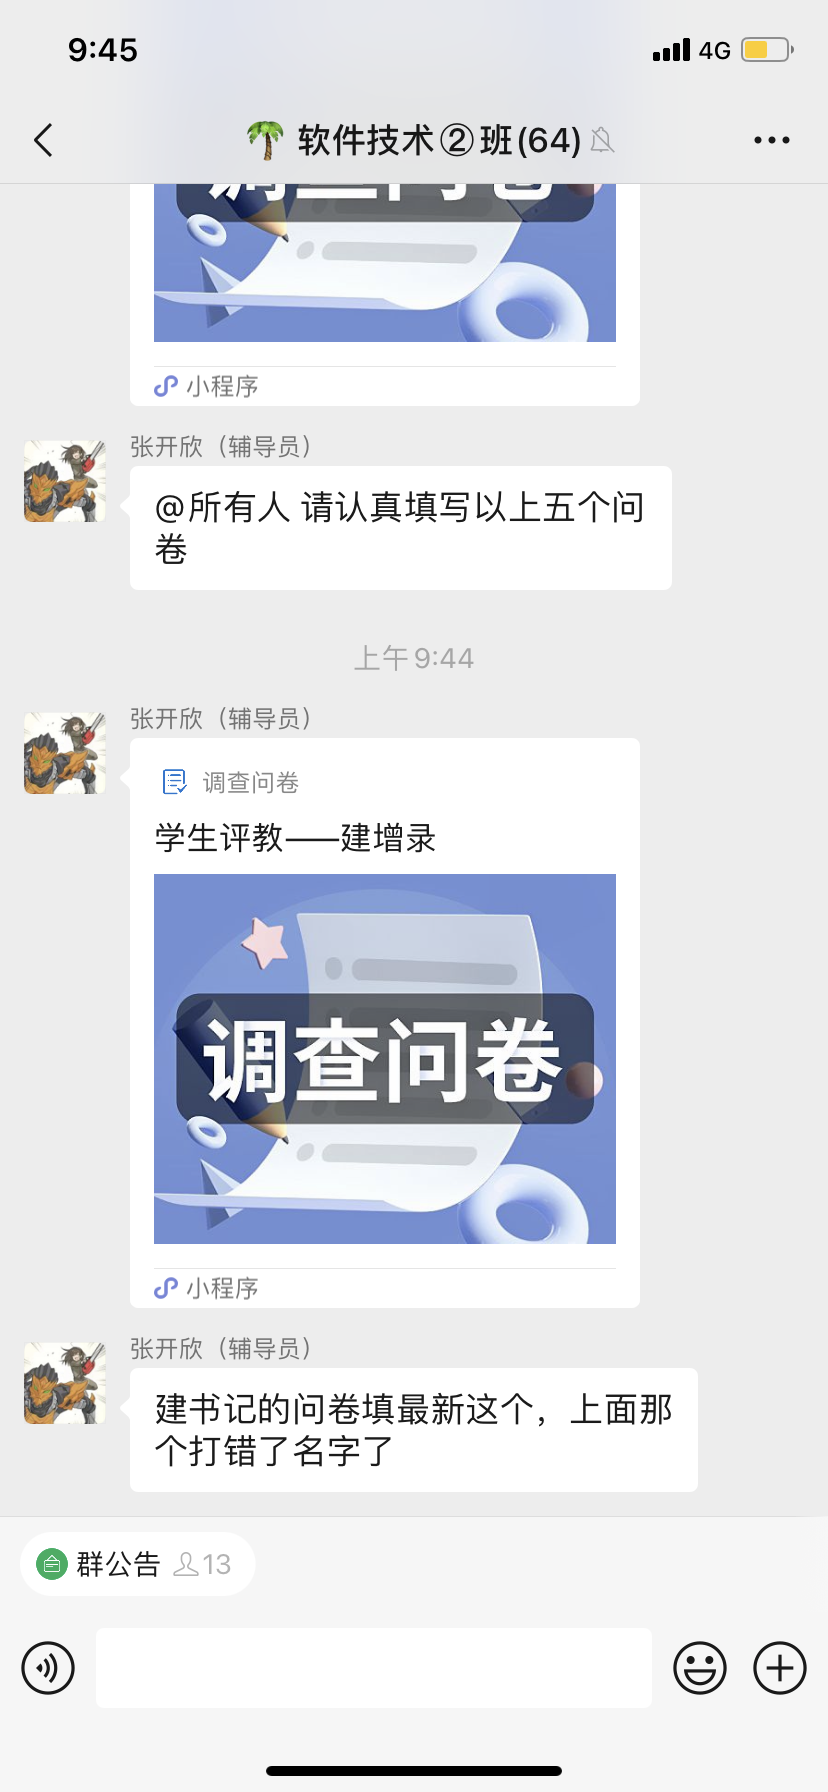 9:45
4G
🌴 软件技术②班(64)
调查问卷
小程序
张开欣（辅导员）
@所有人 请认真填写以上五个问
卷
上午9:44
张开欣（辅导员）
调查问卷
学生评教——建增录
调查问卷
小程序
张开欣（辅导员）
建书记的问卷填最新这个，上面那
个打错了名字了
群公告 13